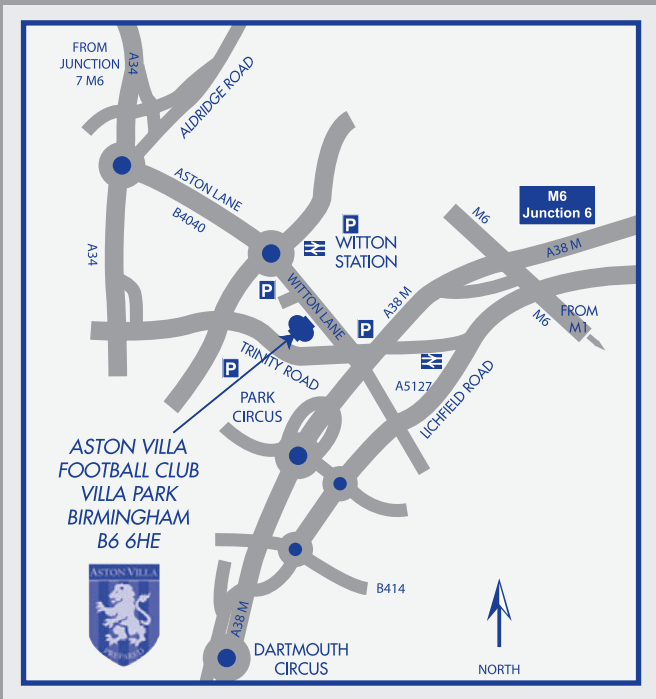 FROM
JUNCTION
7 M6
A34
ALDRIDGE ROAD
ASTON LANE
B4040
A34
P
WITTON
STATION
M6
M6
Junction 6
A38 M
P
WITTON LANE
A38 M
P
M6
FROM
M1
TRINITY ROAD
P
A5127
LICHFIELD ROAD
PARK
CIRCUS
ASTON VILLA
FOOTBALL CLUB
VILLA PARK
BIRMINGHAM
B6 6HE
ASTON VILLA
PREPARED
B414
A38 M
DARTMOUTH
CIRCUS
NORTH